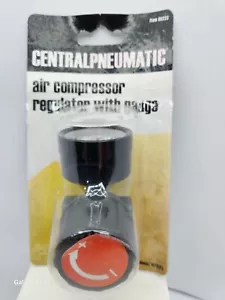 CENTRALPNEUMATIC
air compressor
regulator with gauge